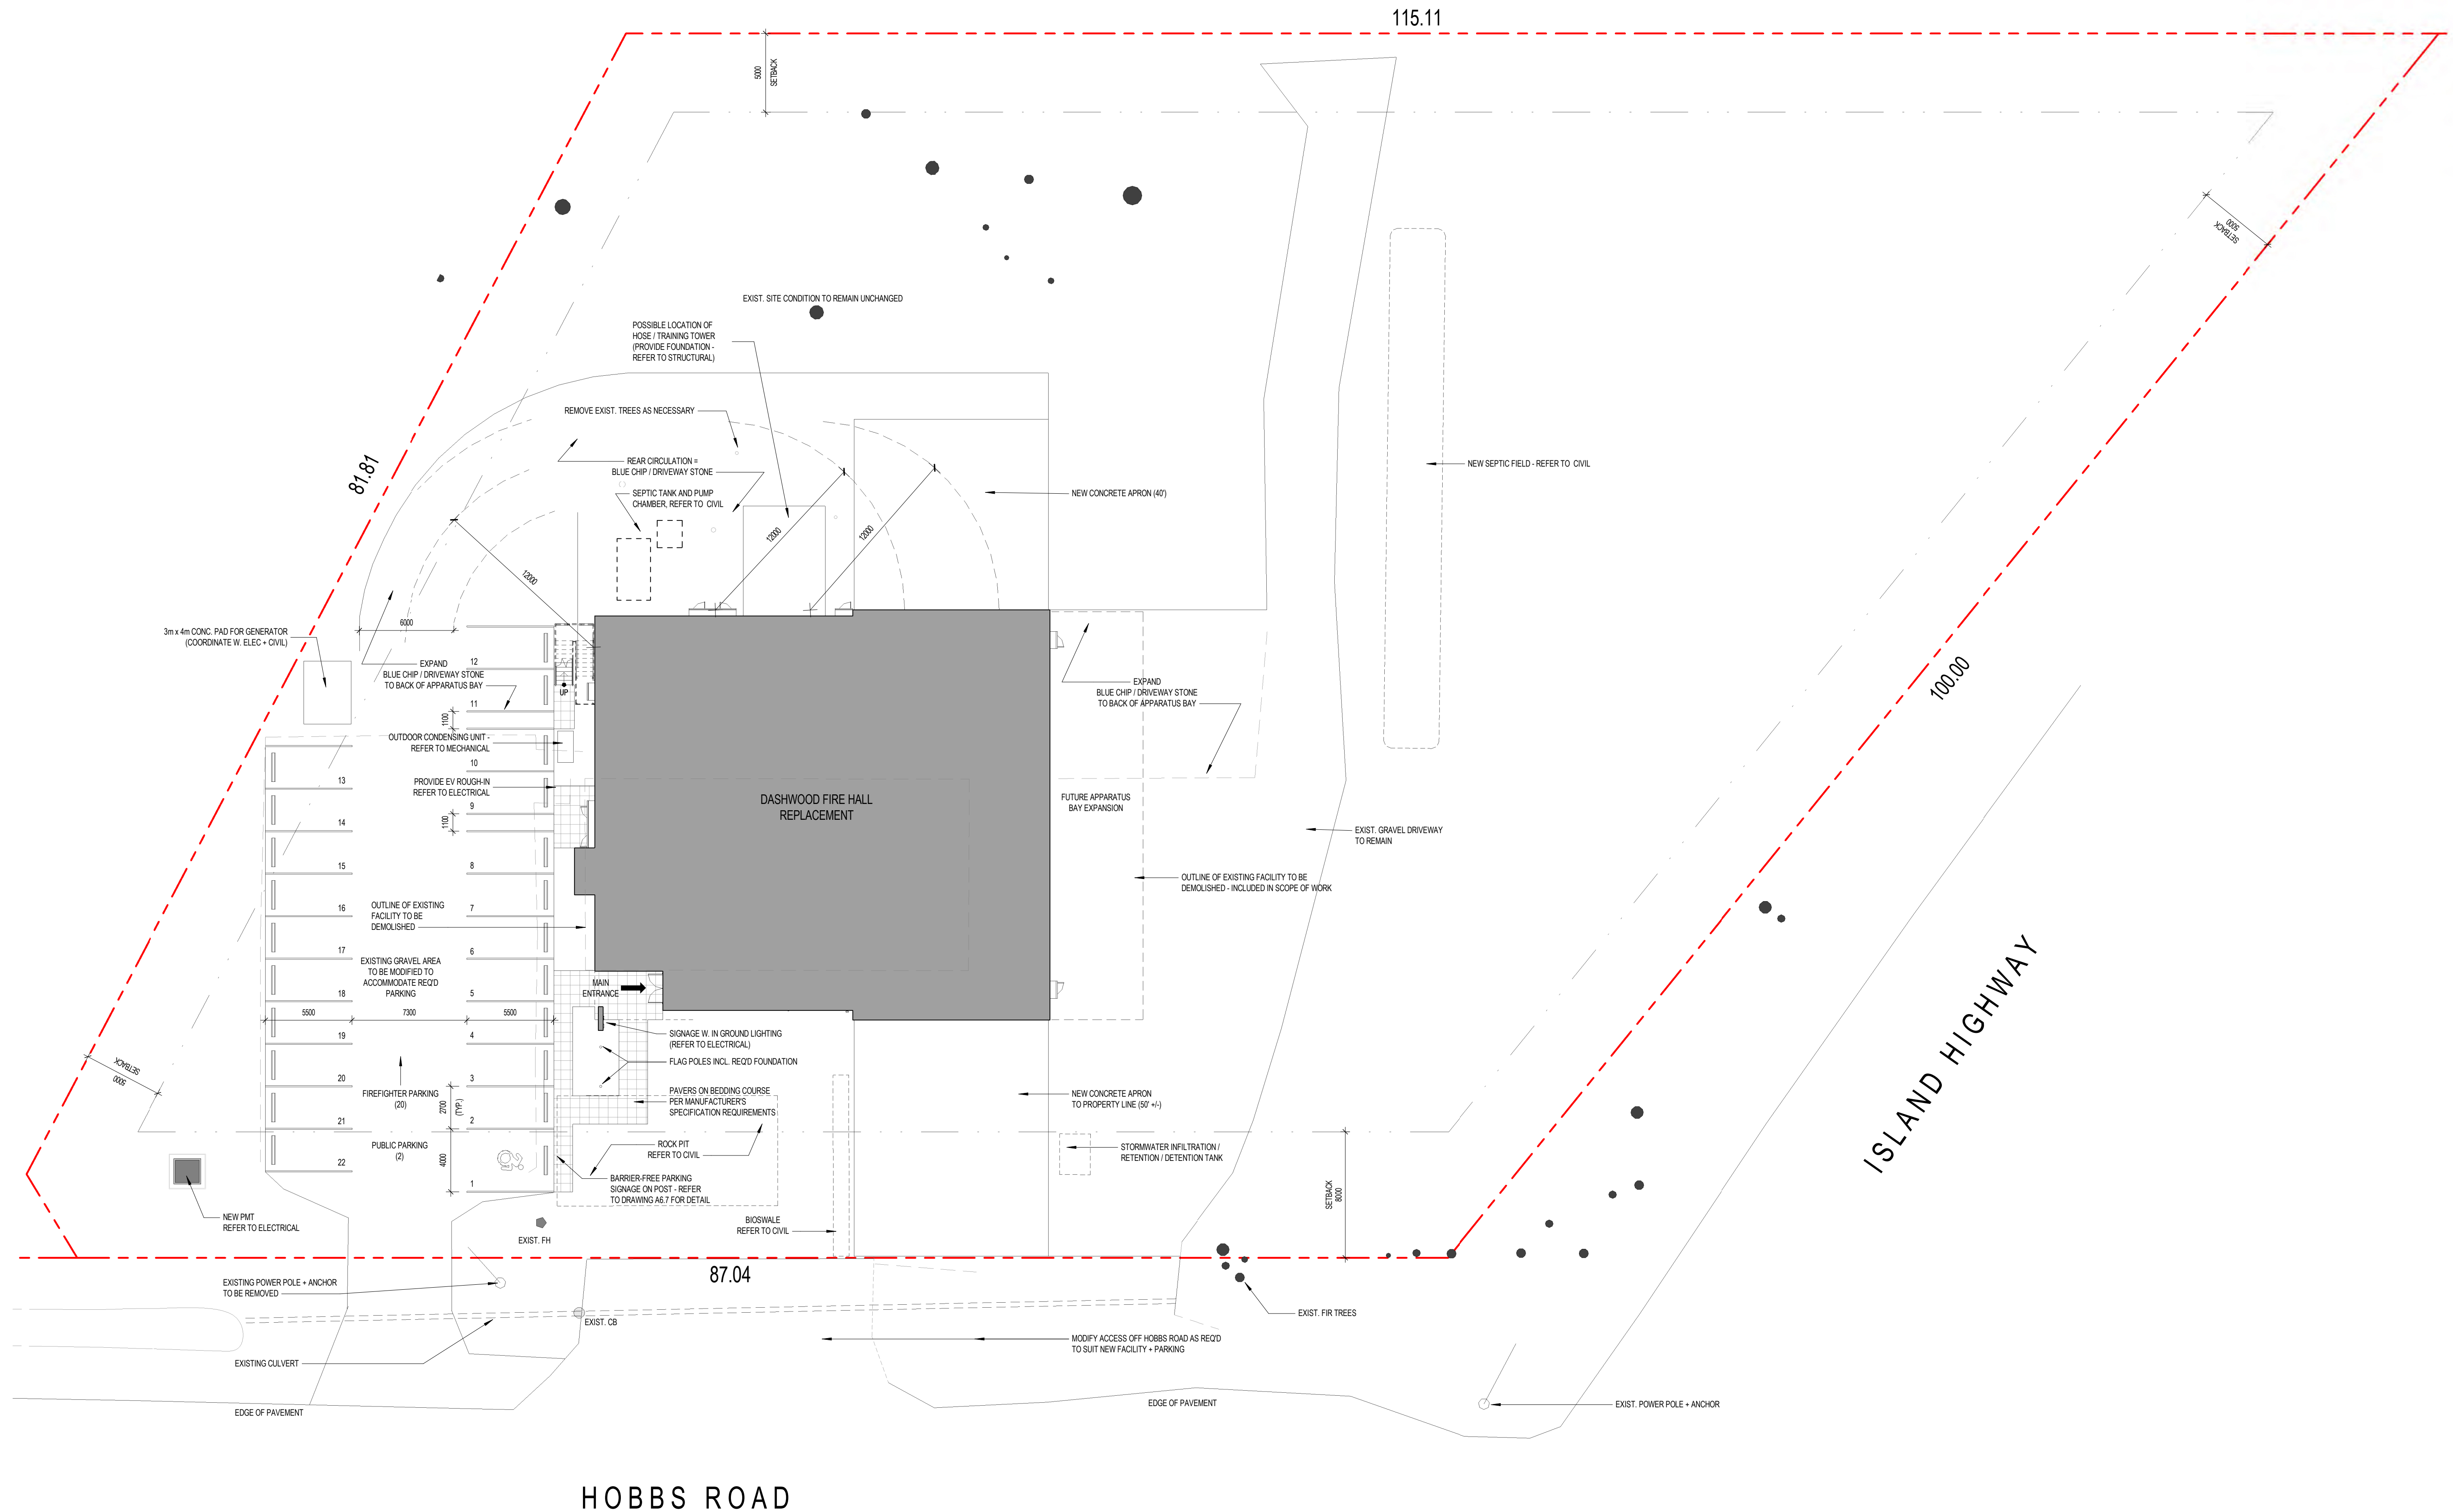 115.11
5000
SETBACK
5000
SETBACK
EXIST. SITE CONDITION TO REMAIN UNCHANGED
POSSIBLE LOCATION OF
HOSE / TRAINING TOWER
(PROVIDE FOUNDATION -
REFER TO STRUCTURAL)
REMOVE EXIST. TREES AS NECESSARY
81.81
REAR CIRCULATION =
BLUE CHIP / DRIVEWAY STONE
NEW SEPTIC FIELD - REFER TO CIVIL
SEPTIC TANK AND PUMP
CHAMBER, REFER TO CIVIL
NEW CONCRETE APRON (40')
12000
12000
12000
6000
3m x 4m CONC. PAD FOR GENERATOR
(COORDINATE W. ELEC + CIVIL)
EXPAND
BLUE CHIP / DRIVEWAY STONE
TO BACK OF APPARATUS BAY
12
UP
11
1100
EXPAND
BLUE CHIP / DRIVEWAY STONE
TO BACK OF APPARATUS BAY
100.00
OUTDOOR CONDENSING UNIT -
REFER TO MECHANICAL
10
PROVIDE EV ROUGH-IN
REFER TO ELECTRICAL
9
1100
13
14
15
16
17
18
19
20
21
22
8
7
6
5
4
3
2
1
DASHWOOD FIRE HALL
REPLACEMENT
FUTURE APPARATUS
BAY EXPANSION
EXIST. GRAVEL DRIVEWAY
TO REMAIN
OUTLINE OF EXISTING FACILITY TO BE
DEMOLISHED - INCLUDED IN SCOPE OF WORK
OUTLINE OF EXISTING
FACILITY TO BE
DEMOLISHED
EXISTING GRAVEL AREA
TO BE MODIFIED TO
ACCOMMODATE REQ'D
PARKING
MAIN
ENTRANCE
5500
7300
5500
SIGNAGE W. IN GROUND LIGHTING
(REFER TO ELECTRICAL)
FLAG POLES INCL. REQ'D FOUNDATION
SETBACK
5000
FIREFIGHTER PARKING
(20)
2700
(TYP.)
PAVERS ON BEDDING COURSE
PER MANUFACTURER'S
SPECIFICATION REQUIREMENTS
NEW CONCRETE APRON
TO PROPERTY LINE (50' +/-)
ISLAND HIGHWAY
PUBLIC PARKING
(2)
4000
ROCK PIT
REFER TO CIVIL
STORMWATER INFILTRATION /
RETENTION / DETENTION TANK
BARRIER-FREE PARKING
SIGNAGE ON POST - REFER
TO DRAWING A6.7 FOR DETAIL
SETBACK
8000
NEW PMT
REFER TO ELECTRICAL
BIOSWALE
REFER TO CIVIL
EXIST. FH
87.04
EXISTING POWER POLE + ANCHOR
TO BE REMOVED
EXIST. CB
EXIST. FIR TREES
MODIFY ACCESS OFF HOBBS ROAD AS REQ'D
TO SUIT NEW FACILITY + PARKING
EXISTING CULVERT
EDGE OF PAVEMENT
EDGE OF PAVEMENT
EXIST. POWER POLE + ANCHOR
HOBBS ROAD